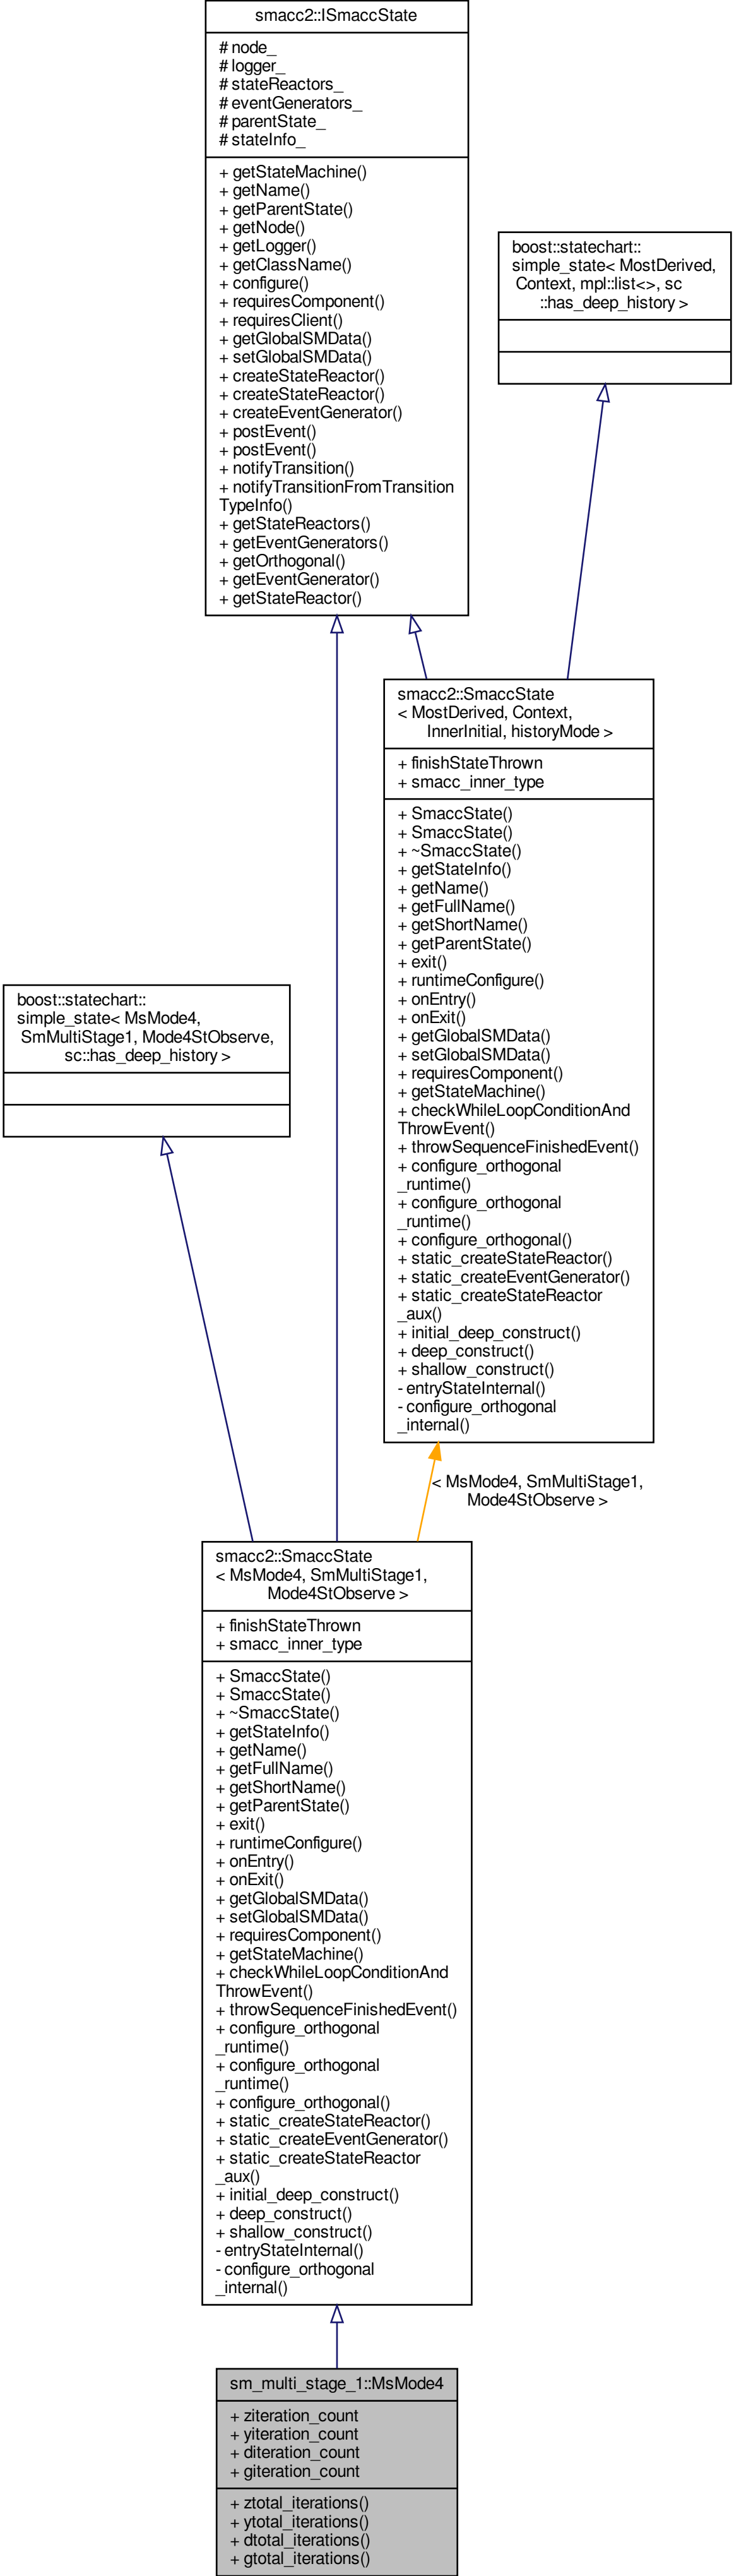 smacc2::ISmaccState
# node_
# logger_
# stateReactors_
# eventGenerators_
# parentState_
# stateInfo_
+ getStateMachine()
+ getName()
+ getParentState()
+ getNode()
+ getLogger()
+ getClassName()
+ configure()
+ requiresComponent()
+ requiresClient()
+ getGlobalSMData()
+ setGlobalSMData()
+ createStateReactor()
+ createStateReactor()
+ createEventGenerator()
+ postEvent()
+ postEvent()
+ notifyTransition()
+ notifyTransitionFromTransition
TypeInfo()
+ getStateReactors()
+ getEventGenerators()
+ getOrthogonal()
+ getEventGenerator()
+ getStateReactor()
boost::statechart::
simple_state< MostDerived,
Context, mpl::list<>, sc
::has_deep_history >
smacc2::SmaccState
< MostDerived, Context,
InnerInitial, historyMode >
+ finishStateThrown
+ smacc_inner_type
+ SmaccState()
+ SmaccState()
+ ~SmaccState()
+ getStateInfo()
+ getName()
+ getFullName()
+ getShortName()
+ getParentState()
+ exit()
+ runtimeConfigure()
+ onEntry()
+ onExit()
+ getGlobalSMData()
+ setGlobalSMData()
+ requiresComponent()
+ getStateMachine()
+ checkWhileLoopConditionAnd
ThrowEvent()
+ throwSequenceFinishedEvent()
+ configure_orthogonal
_runtime()
+ configure_orthogonal
_runtime()
+ configure_orthogonal()
+ static_createStateReactor()
+ static_createEventGenerator()
+ static_createStateReactor
_aux()
+ initial_deep_construct()
+ deep_construct()
+ shallow_construct()
- entryStateInternal()
- configure_orthogonal
_internal()
boost::statechart::
simple_state< MsMode4,
SmMultiStage1, Mode4StObserve,
sc::has_deep_history >
< MsMode4, SmMultiStage1,
Mode4StObserve >
smacc2::SmaccState
< MsMode4, SmMultiStage1,
Mode4StObserve >
+ finishStateThrown
+ smacc_inner_type
+ SmaccState()
+ SmaccState()
+ ~SmaccState()
+ getStateInfo()
+ getName()
+ getFullName()
+ getShortName()
+ getParentState()
+ exit()
+ runtimeConfigure()
+ onEntry()
+ onExit()
+ getGlobalSMData()
+ setGlobalSMData()
+ requiresComponent()
+ getStateMachine()
+ checkWhileLoopConditionAnd
ThrowEvent()
+ throwSequenceFinishedEvent()
+ configure_orthogonal
_runtime()
+ configure_orthogonal
_runtime()
+ configure_orthogonal()
+ static_createStateReactor()
+ static_createEventGenerator()
+ static_createStateReactor
_aux()
+ initial_deep_construct()
+ deep_construct()
+ shallow_construct()
- entryStateInternal()
- configure_orthogonal
_internal()
sm_multi_stage_1::MsMode4
+ ziteration_count
+ yiteration_count
+ diteration_count
+ giteration_count
+ ztotal_iterations()
+ ytotal_iterations()
+ dtotal_iterations()
+ gtotal_iterations()